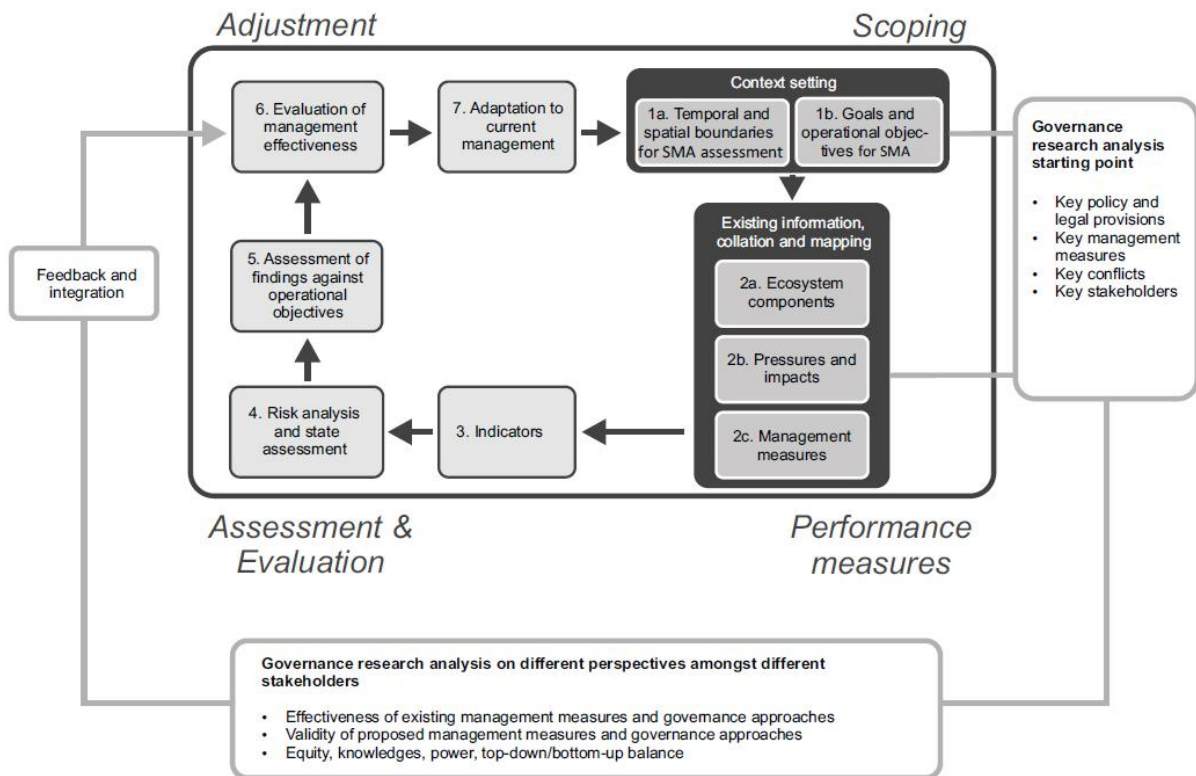 Adjustment
Scoping
6. Evaluation of
management
effectiveness
7. Adaptation to
current
management
Context setting
1a. Temporal and
spatial boundaries
for SMA assessment
1b. Goals and
operational objec-
tives for SMA
Governance
research analysis
starting point
• Key policy and
legal provisions
• Key management
measures
• Key conflicts
• Key stakeholders
Existing information,
collation and mapping
2a. Ecosystem
components
2b. Pressures and
impacts
2c. Management
measures
Feedback and
integration
5. Assessment of
findings against
operational
objectives
4. Risk analysis
and state
assessment
3. Indicators
Assessment &
Evaluation
Performance
measures
Governance research analysis on different perspectives amongst different
stakeholders
• Effectiveness of existing management measures and governance approaches
• Validity of proposed management measures and governance approaches
• Equity, knowledges, power, top-down/bottom-up balance